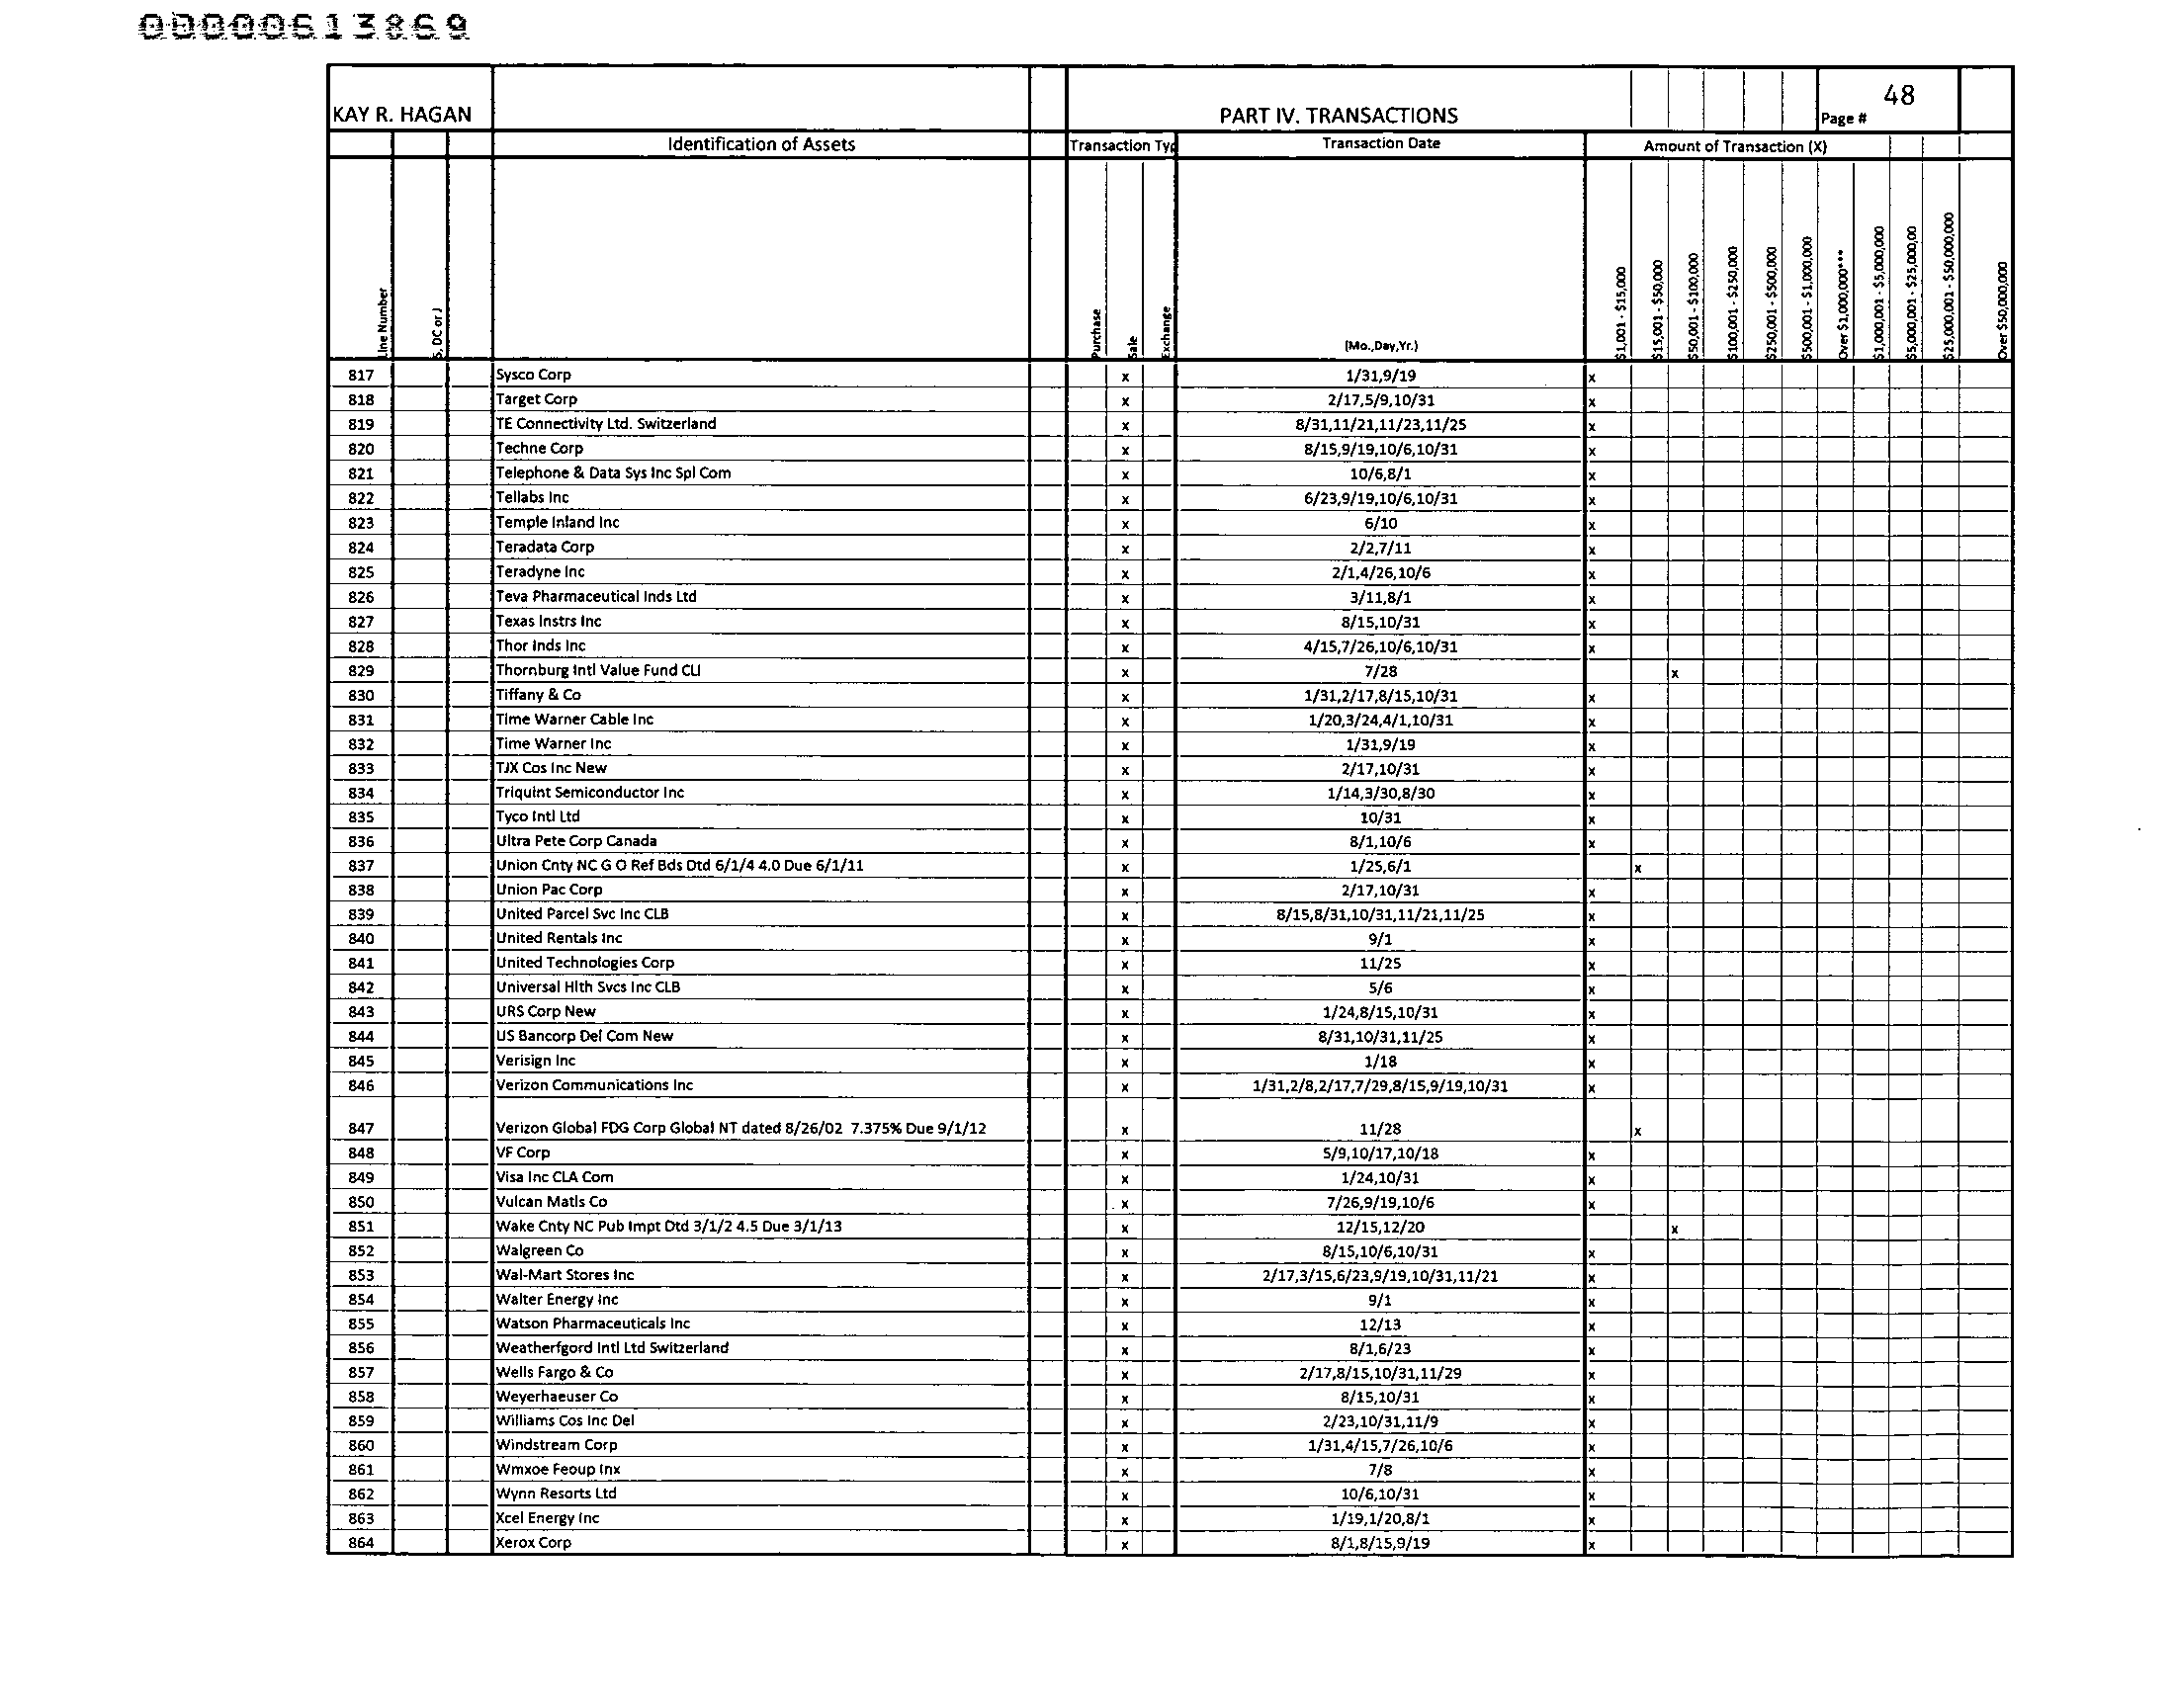 00000613869
KAY R. HAGAN PART IV. TRANSACTIONS Page # 48
Identification of Assets Transaction Typ Transaction Date Amount of Transaction (X)
Line Number S, DC or J Purchase Sale Exchange (Mo.,Day,Yr.) $1,001 - $15,000 $15,001 - $50,000 $50,001 - $100,000 $100,001 - $250,000 $250,001 - $500,000 $500,001 - $1,000,000 Over $1,000,000*** $1,000,001 - $5,000,000 $5,000,001 - $25,000,00 $25,000,001 - $50,000,000 Over $50,000,000
817 Sysco Corp x 1/31,9/19 x
818 Target Corp x 2/17,5/9,10/31 x
819 TE Connectivity Ltd. Switzerland x 8/31,11/21,11/23,11/25 x
820 Techne Corp x 8/15,9/19,10/6,10/31 x
821 Telephone & Data Sys Inc Spl Com x 10/6,8/1 x
822 Tellabs Inc x 6/23,9/19,10/6,10/31 x
823 Temple Inland Inc x 6/10 x
824 Teradata Corp x 2/2,7/11 x
825 Teradyne Inc x 2/1,4/26,10/6 x
826 Teva Pharmaceutical Inds Ltd x 3/11,8/1 x
827 Texas Instrs Inc x 8/15,10/31 x
828 Thor Inds Inc x 4/15,7/26,10/6,10/31 x
829 Thornburg Intl Value Fund CLI x 7/28 x
830 Tiffany & Co x 1/31,2/17,8/15,10/31 x
831 Time Warner Cable Inc x 1/20,3/24,4/1,10/31 x
832 Time Warner Inc x 1/31,9/19 x
833 TJX Cos Inc New x 2/17,10/31 x
834 Triquint Semiconductor Inc x 1/14,3/30,8/30 x
835 Tyco Intl Ltd x 10/31 x
836 Ultra Pete Corp Canada x 8/1,10/6 x
837 Union Cnty NC G O Ref Bds Dtd 6/1/4 4.0 Due 6/1/11 x 1/25,6/1 x
838 Union Pac Corp x 2/17,10/31 x
839 United Parcel Svc Inc CLB x 8/15,8/31,10/31,11/21,11/25 x
840 United Rentals Inc x 9/1 x
841 United Technologies Corp x 11/25 x
842 Universal Hlth Svcs Inc CLB x 5/6 x
843 URS Corp New x 1/24,8/15,10/31 x
844 US Bancorp Del Com New x 8/31,10/31,11/25 x
845 Verisign Inc x 1/18 x
846 Verizon Communications Inc x 1/31,2/8,2/17,7/29,8/15,9/19,10/31 x
847 Verizon Global FDG Corp Global NT dated 8/26/02 7.375% Due 9/1/12 x 11/28 x
848 VF Corp x 5/9,10/17,10/18 x
849 Visa Inc CLA Com x 1/24,10/31 x
850 Vulcan Matls Co x 7/26,9/19,10/6 x
851 Wake Cnty NC Pub Impt Dtd 3/1/2 4.5 Due 3/1/13 x 12/15,12/20 x
852 Walgreen Co x 8/15,10/6,10/31 x
853 Wal-Mart Stores Inc x 2/17,3/15,6/23,9/19,10/31,11/21 x
854 Walter Energy Inc x 9/1 x
855 Watson Pharmaceuticals Inc x 12/13 x
856 Weatherfgord Intl Ltd Switzerland x 8/1,6/23 x
857 Wells Fargo & Co x 2/17,8/15,10/31,11/29 x
858 Weyerhaeuser Co x 8/15,10/31 x
859 Williams Cos Inc Del x 2/23,10/31,11/9 x
860 Windstream Corp x 1/31,4/15,7/26,10/6 x
861 Wmxoe Feoup Inx x 7/8 x
862 Wynn Resorts Ltd x 10/6,10/31 x
863 Xcel Energy Inc x 1/19,1/20,8/1 x
864 Xerox Corp x 8/1,8/15,9/19 x